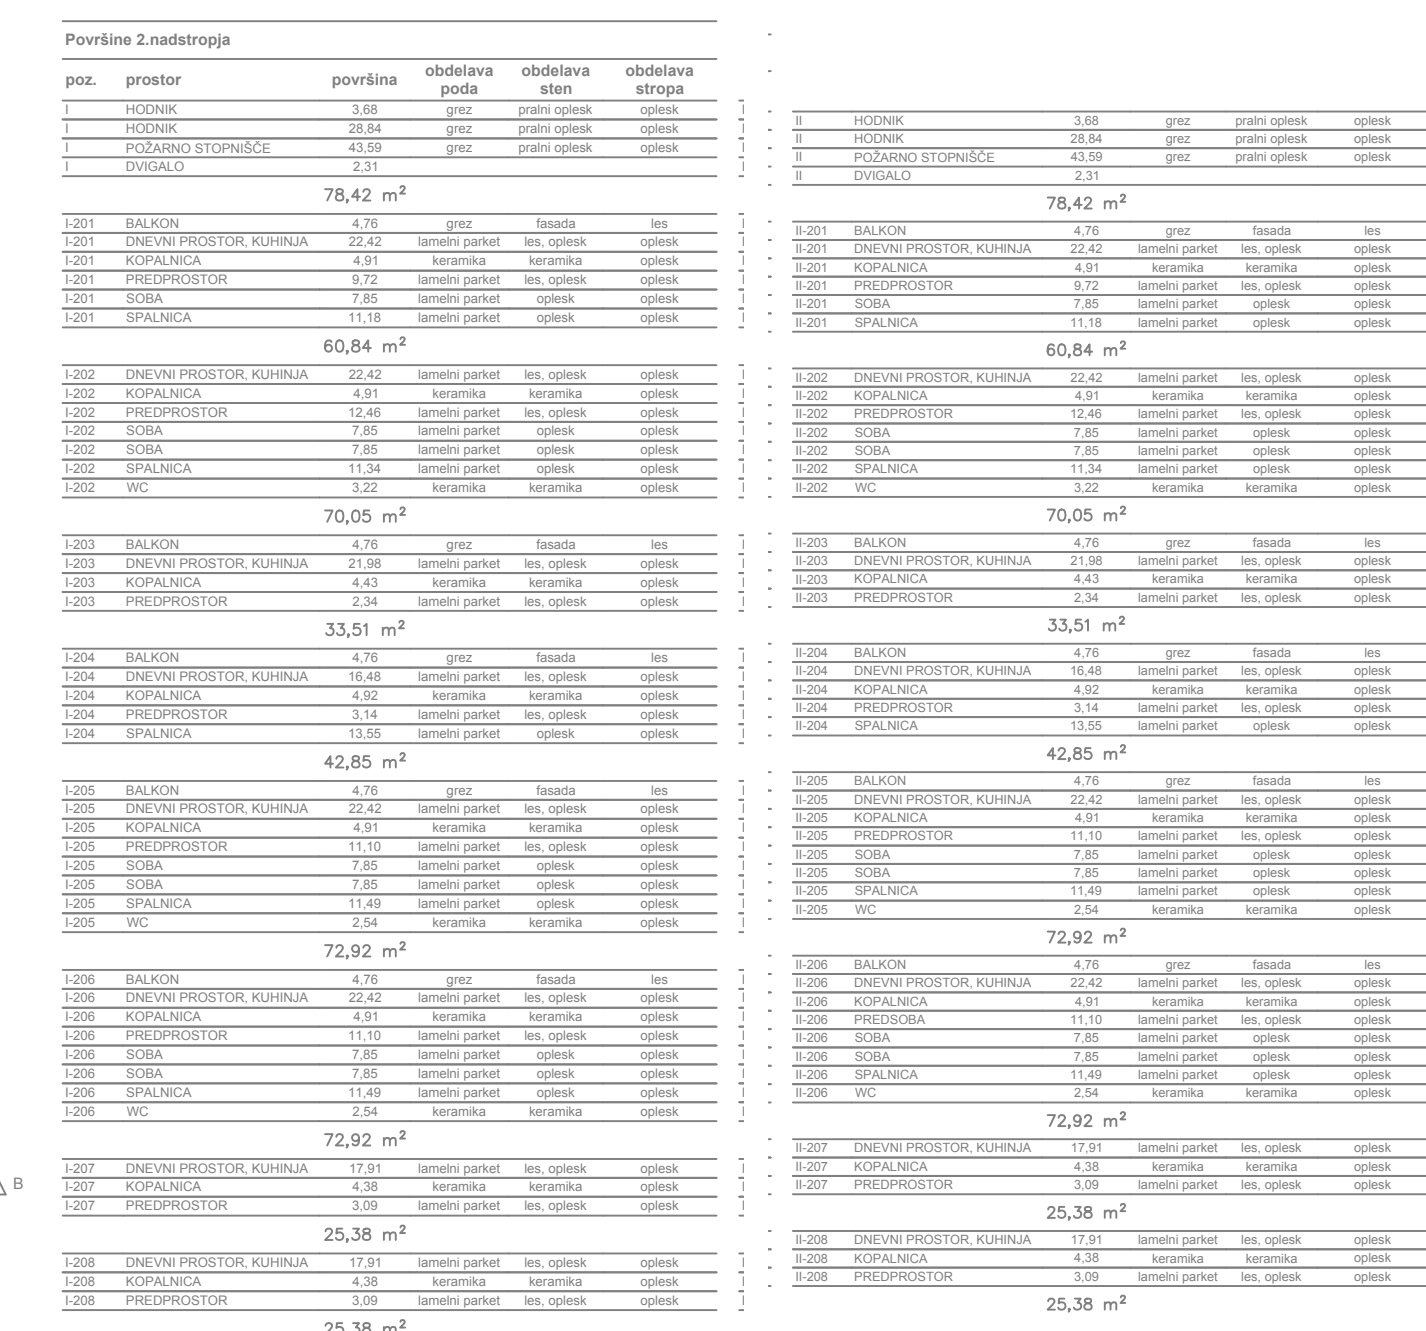 Površine 2.nadstropja
poz. prostor površina obdelava poda obdelava sten obdelava stropa
I HODNIK 3,68 grez pralni oplesk oplesk
I HODNIK 28,84 grez pralni oplesk oplesk
I POŽARNO STOPNIŠČE 43,59 grez pralni oplesk oplesk
I DVIGALO 2,31
78,42 m²
I-201 BALKON 4,76 grez fasada les
I-201 DNEVNI PROSTOR, KUHINJA 22,42 lamelni parket les, oplesk oplesk
I-201 KOPALNICA 4,91 keramika keramika oplesk
I-201 PREDPROSTOR 9,72 lamelni parket les, oplesk oplesk
I-201 SOBA 7,85 lamelni parket oplesk oplesk
I-201 SPALNICA 11,18 lamelni parket oplesk oplesk
60,84 m²
I-202 DNEVNI PROSTOR, KUHINJA 22,42 lamelni parket les, oplesk oplesk
I-202 KOPALNICA 4,91 keramika keramika oplesk
I-202 PREDPROSTOR 12,46 lamelni parket les, oplesk oplesk
I-202 SOBA 7,85 lamelni parket oplesk oplesk
I-202 SOBA 7,85 lamelni parket oplesk oplesk
I-202 SPALNICA 11,34 lamelni parket oplesk oplesk
I-202 WC 3,22 keramika keramika oplesk
70,05 m²
I-203 BALKON 4,76 grez fasada les
I-203 DNEVNI PROSTOR, KUHINJA 21,98 lamelni parket les, oplesk oplesk
I-203 KOPALNICA 4,43 keramika keramika oplesk
I-203 PREDPROSTOR 2,34 lamelni parket les, oplesk oplesk
33,51 m²
I-204 BALKON 4,76 grez fasada les
I-204 DNEVNI PROSTOR, KUHINJA 16,48 lamelni parket les, oplesk oplesk
I-204 KOPALNICA 4,92 keramika keramika oplesk
I-204 PREDPROSTOR 3,14 lamelni parket les, oplesk oplesk
I-204 SPALNICA 13,55 lamelni parket oplesk oplesk
42,85 m²
I-205 BALKON 4,76 grez fasada les
I-205 DNEVNI PROSTOR, KUHINJA 22,42 lamelni parket les, oplesk oplesk
I-205 KOPALNICA 4,91 keramika keramika oplesk
I-205 PREDPROSTOR 11,10 lamelni parket les, oplesk oplesk
I-205 SOBA 7,85 lamelni parket oplesk oplesk
I-205 SOBA 7,85 lamelni parket oplesk oplesk
I-205 SPALNICA 11,49 lamelni parket oplesk oplesk
I-205 WC 2,54 keramika keramika oplesk
72,92 m²
I-206 BALKON 4,76 grez fasada les
I-206 DNEVNI PROSTOR, KUHINJA 22,42 lamelni parket les, oplesk oplesk
I-206 KOPALNICA 4,91 keramika keramika oplesk
I-206 PREDPROSTOR 11,10 lamelni parket les, oplesk oplesk
I-206 SOBA 7,85 lamelni parket oplesk oplesk
I-206 SOBA 7,85 lamelni parket oplesk oplesk
I-206 SPALNICA 11,49 lamelni parket oplesk oplesk
I-206 WC 2,54 keramika keramika oplesk
72,92 m²
B
I-207 DNEVNI PROSTOR, KUHINJA 17,91 lamelni parket les, oplesk oplesk
I-207 KOPALNICA 4,38 keramika keramika oplesk
I-207 PREDPROSTOR 3,09 lamelni parket les, oplesk oplesk
25,38 m²
I-208 DNEVNI PROSTOR, KUHINJA 17,91 lamelni parket les, oplesk oplesk
I-208 KOPALNICA 4,38 keramika keramika oplesk
I-208 PREDPROSTOR 3,09 lamelni parket les, oplesk oplesk
25,38 m²
II HODNIK 3,68 grez pralni oplesk oplesk
II HODNIK 28,84 grez pralni oplesk oplesk
II POŽARNO STOPNIŠČE 43,59 grez pralni oplesk oplesk
II DVIGALO 2,31
78,42 m²
II-201 BALKON 4,76 grez fasada les
II-201 DNEVNI PROSTOR, KUHINJA 22,42 lamelni parket les, oplesk oplesk
II-201 KOPALNICA 4,91 keramika keramika oplesk
II-201 PREDPROSTOR 9,72 lamelni parket les, oplesk oplesk
II-201 SOBA 7,85 lamelni parket oplesk oplesk
II-201 SPALNICA 11,18 lamelni parket oplesk oplesk
60,84 m²
II-202 DNEVNI PROSTOR, KUHINJA 22,42 lamelni parket les, oplesk oplesk
II-202 KOPALNICA 4,91 keramika keramika oplesk
II-202 PREDPROSTOR 12,46 lamelni parket les, oplesk oplesk
II-202 SOBA 7,85 lamelni parket oplesk oplesk
II-202 SOBA 7,85 lamelni parket oplesk oplesk
II-202 SPALNICA 11,34 lamelni parket oplesk oplesk
II-202 WC 3,22 keramika keramika oplesk
70,05 m²
II-203 BALKON 4,76 grez fasada les
II-203 DNEVNI PROSTOR, KUHINJA 21,98 lamelni parket les, oplesk oplesk
II-203 KOPALNICA 4,43 keramika keramika oplesk
II-203 PREDPROSTOR 2,34 lamelni parket les, oplesk oplesk
33,51 m²
II-204 BALKON 4,76 grez fasada les
II-204 DNEVNI PROSTOR, KUHINJA 16,48 lamelni parket les, oplesk oplesk
II-204 KOPALNICA 4,92 keramika keramika oplesk
II-204 PREDPROSTOR 3,14 lamelni parket les, oplesk oplesk
II-204 SPALNICA 13,55 lamelni parket oplesk oplesk
42,85 m²
II-205 BALKON 4,76 grez fasada les
II-205 DNEVNI PROSTOR, KUHINJA 22,42 lamelni parket les, oplesk oplesk
II-205 KOPALNICA 4,91 keramika keramika oplesk
II-205 PREDPROSTOR 11,10 lamelni parket les, oplesk oplesk
II-205 SOBA 7,85 lamelni parket oplesk oplesk
II-205 SOBA 7,85 lamelni parket oplesk oplesk
II-205 SPALNICA 11,49 lamelni parket oplesk oplesk
II-205 WC 2,54 keramika keramika oplesk
72,92 m²
II-206 BALKON 4,76 grez fasada les
II-206 DNEVNI PROSTOR, KUHINJA 22,42 lamelni parket les, oplesk oplesk
II-206 KOPALNICA 4,91 keramika keramika oplesk
II-206 PREDSOBA 11,10 lamelni parket les, oplesk oplesk
II-206 SOBA 7,85 lamelni parket oplesk oplesk
II-206 SOBA 7,85 lamelni parket oplesk oplesk
II-206 SPALNICA 11,49 lamelni parket oplesk oplesk
II-206 WC 2,54 keramika keramika oplesk
72,92 m²
II-207 DNEVNI PROSTOR, KUHINJA 17,91 lamelni parket les, oplesk oplesk
II-207 KOPALNICA 4,38 keramika keramika oplesk
II-207 PREDPROSTOR 3,09 lamelni parket les, oplesk oplesk
25,38 m²
II-208 DNEVNI PROSTOR, KUHINJA 17,91 lamelni parket les, oplesk oplesk
II-208 KOPALNICA 4,38 keramika keramika oplesk
II-208 PREDPROSTOR 3,09 lamelni parket les, oplesk oplesk
25,38 m²